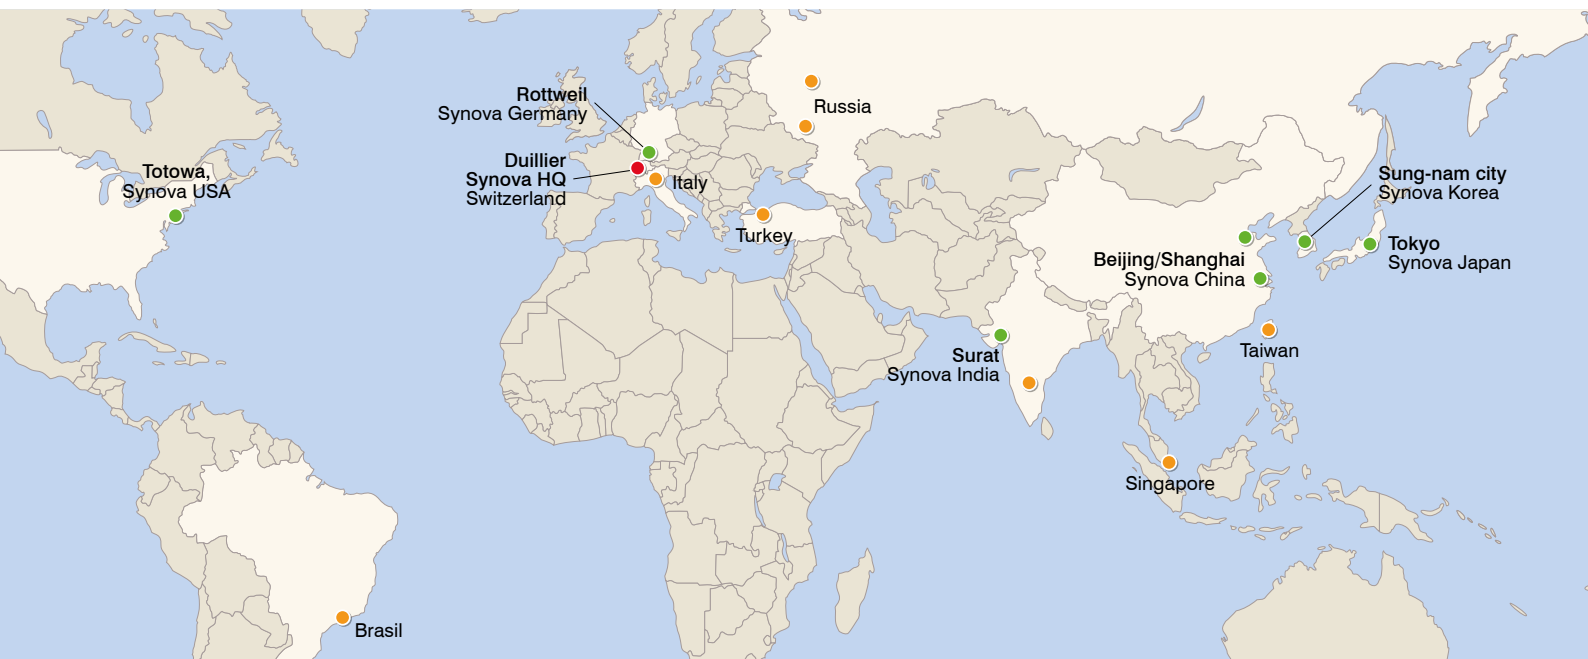 Rottweil
Synova Germany
Russia
Duillier
Synova HQ
Switzerland
Totowa,
Synova USA
Italy
Sung-nam city
Synova Korea
Turkey
Tokyo
Synova Japan
Beijing/Shanghai
Synova China
Taiwan
Surat
Synova India
Singapore
Brasil